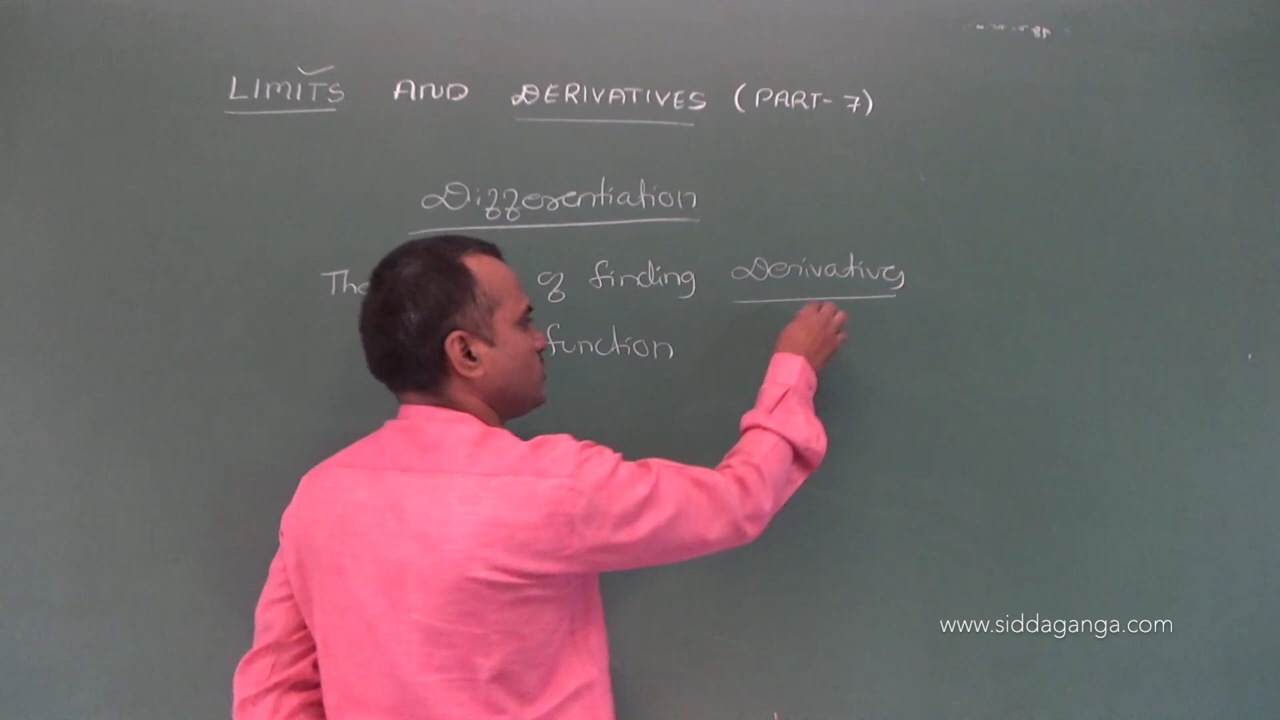 LIMITS AND DERIVATIVES (PART-7)
Differentiation
The of finding Derivative
function
www.siddaganga.com